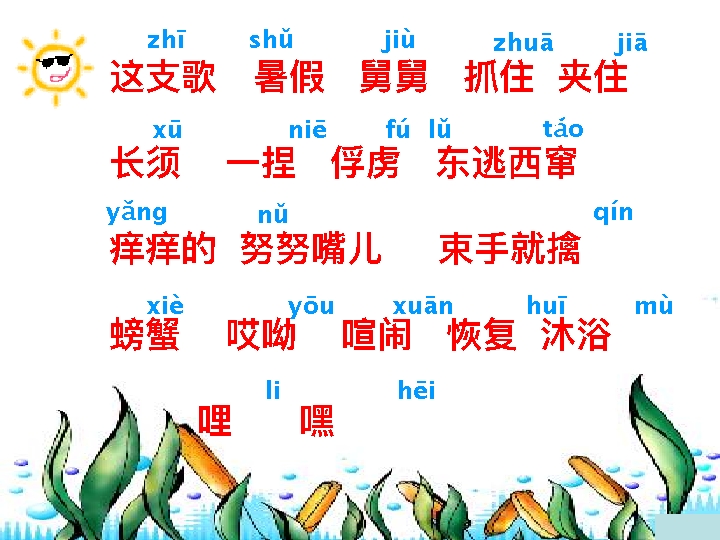 zhī shǔ jiù zhuā jiā
这支歌 暑假 舅舅 抓住 夹住
xū niē fú lǔ táo
长须 一捏 俘虏 东逃西窜
yǎng nǔ qín
痒痒的 努努嘴儿 束手就擒
xiè yōu xuān huī mù
螃蟹 哎呦 喧闹 恢复 沐浴
li hēi
哩 嘿